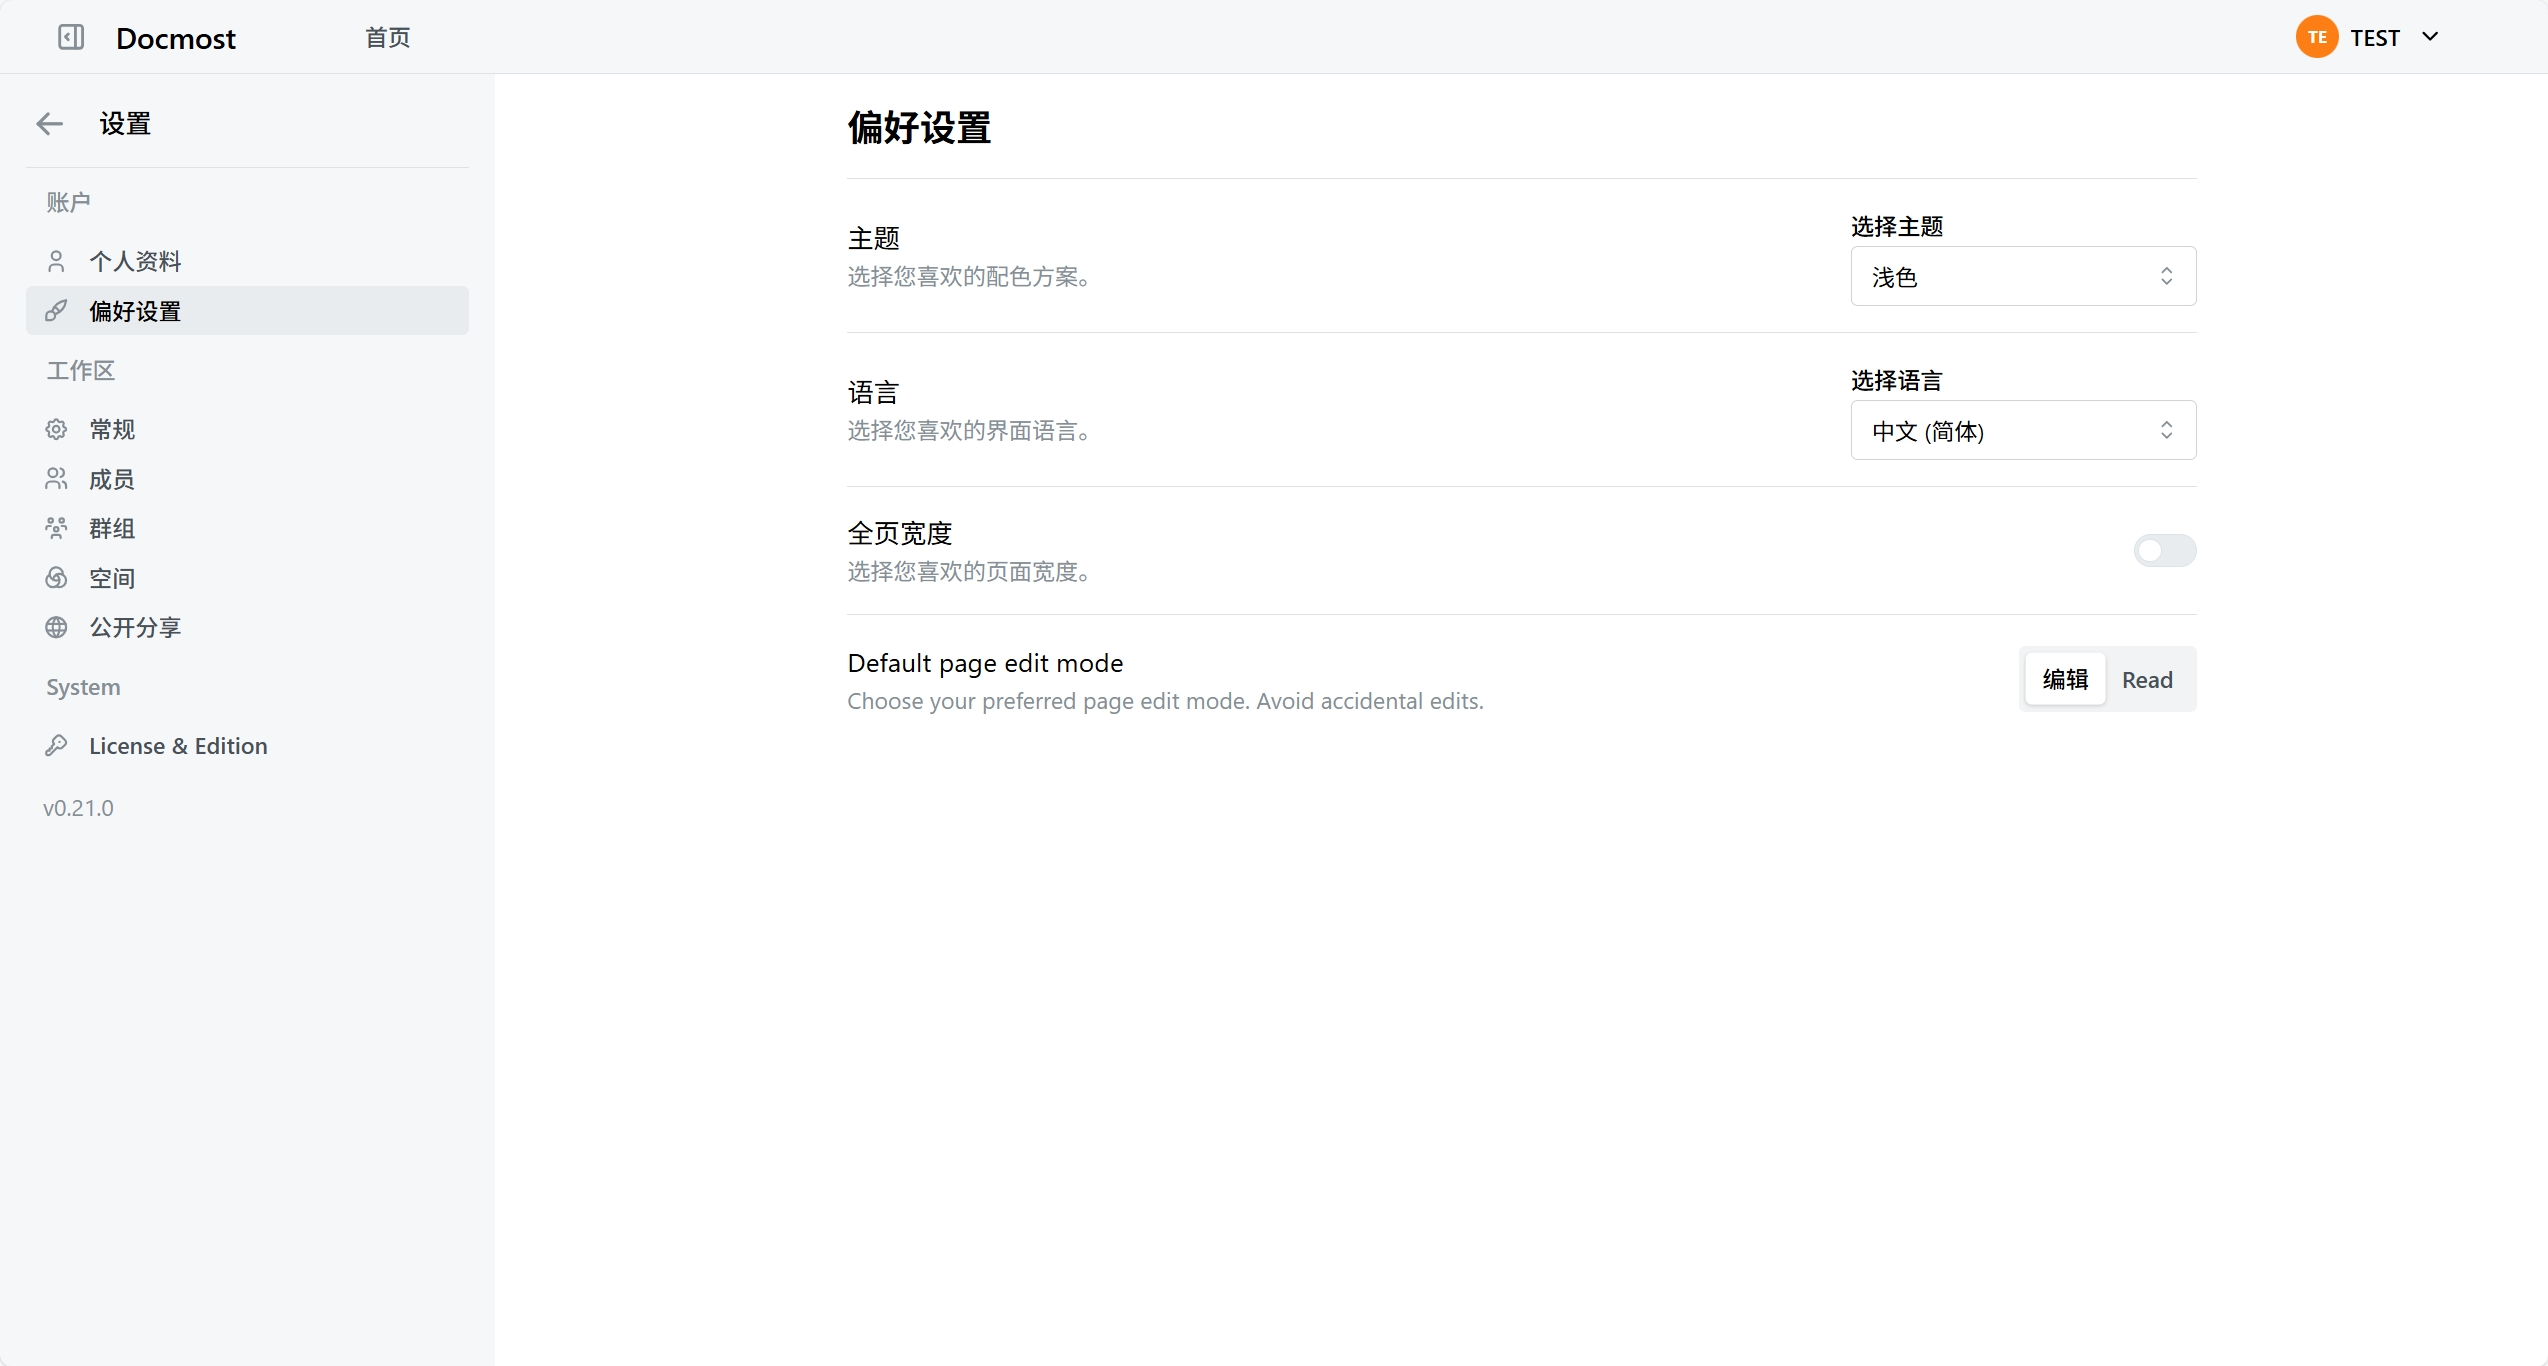 Docmost
首页
TE
TEST
设置
账户
个人资料
偏好设置
工作区
常规
成员
群组
空间
公开分享
System
License & Edition
v0.21.0
偏好设置
主题
选择您喜欢的配色方案。
选择主题
浅色
语言
选择您喜欢的界面语言。
选择语言
中文 (简体)
全页宽度
选择您喜欢的页面宽度。
Default page edit mode
Choose your preferred page edit mode. Avoid accidental edits.
编辑
Read